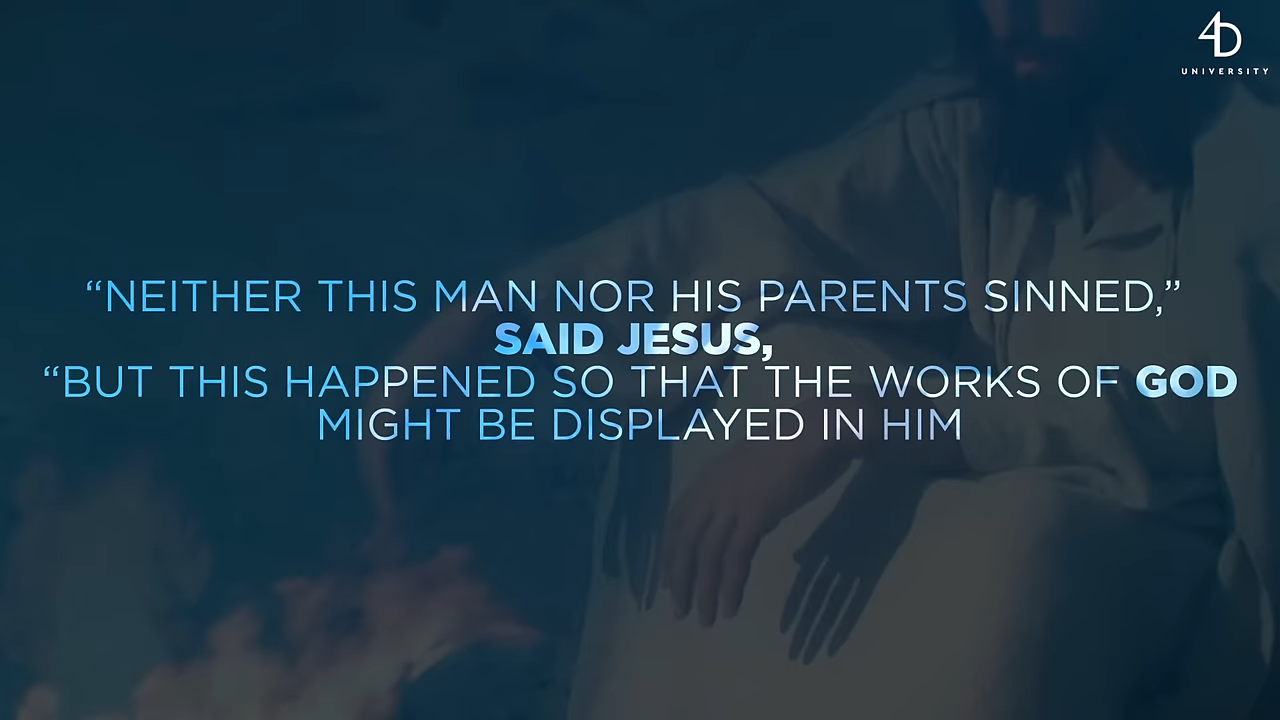 4D
UNIVERSITY
“NEITHER THIS MAN NOR HIS PARENTS SINNED,”
SAID JESUS,
“BUT THIS HAPPENED SO THAT THE WORKS OF GOD
MIGHT BE DISPLAYED IN HIM